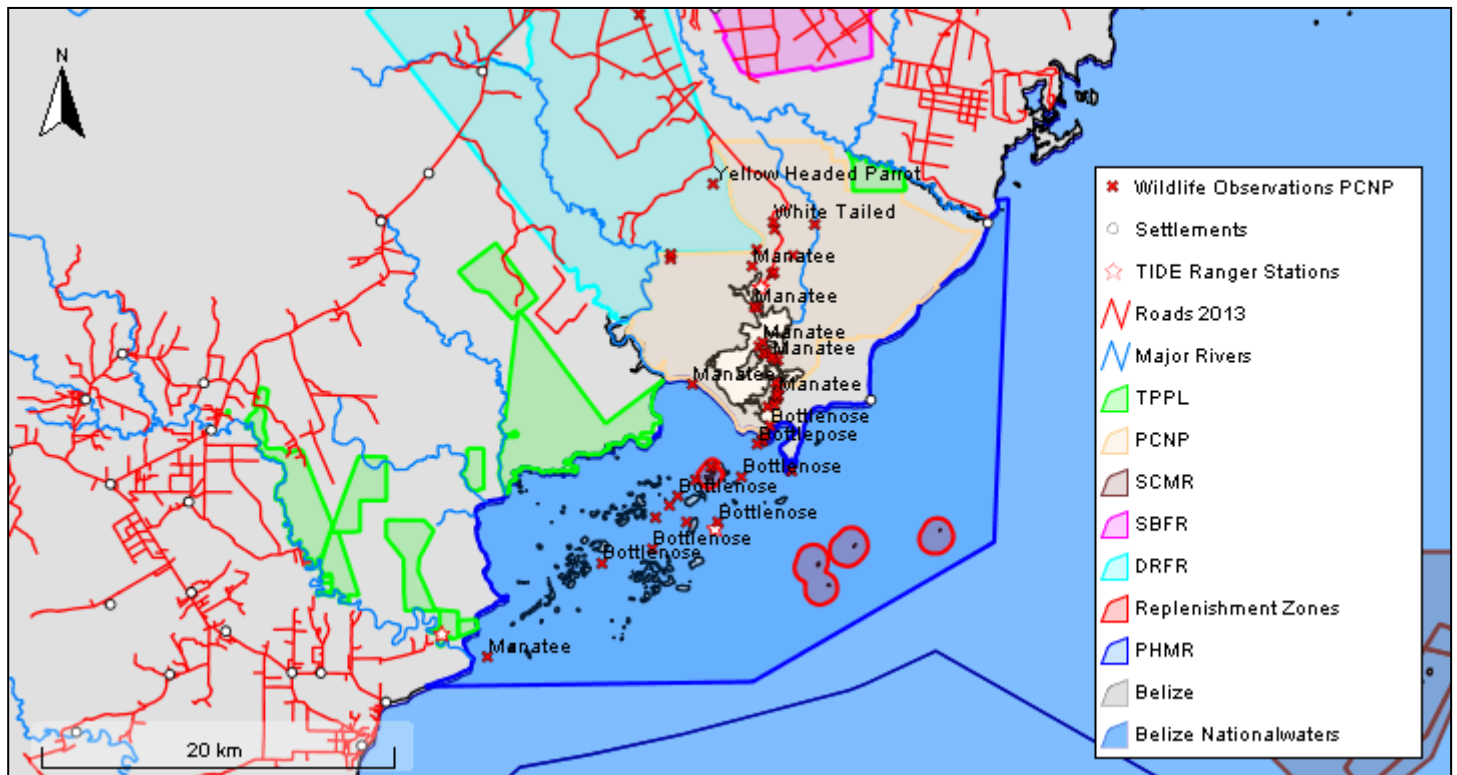 N
Yellow Headed Parrot
White Tailed
Manatee
Manatee
Manatee
Manatee
Manatee
Manatee
Bottlenose
Bottlenose
Bottlenose
Bottlenose
Bottlenose
Bottlenose
Bottlenose
Manatee
20 km
Wildlife Observations PCNP
Settlements
TIDE Ranger Stations
Roads 2013
Major Rivers
TPPL
PCNP
SCMR
SBFR
DRFR
Replenishment Zones
PHMR
Belize
Belize Nationalwaters